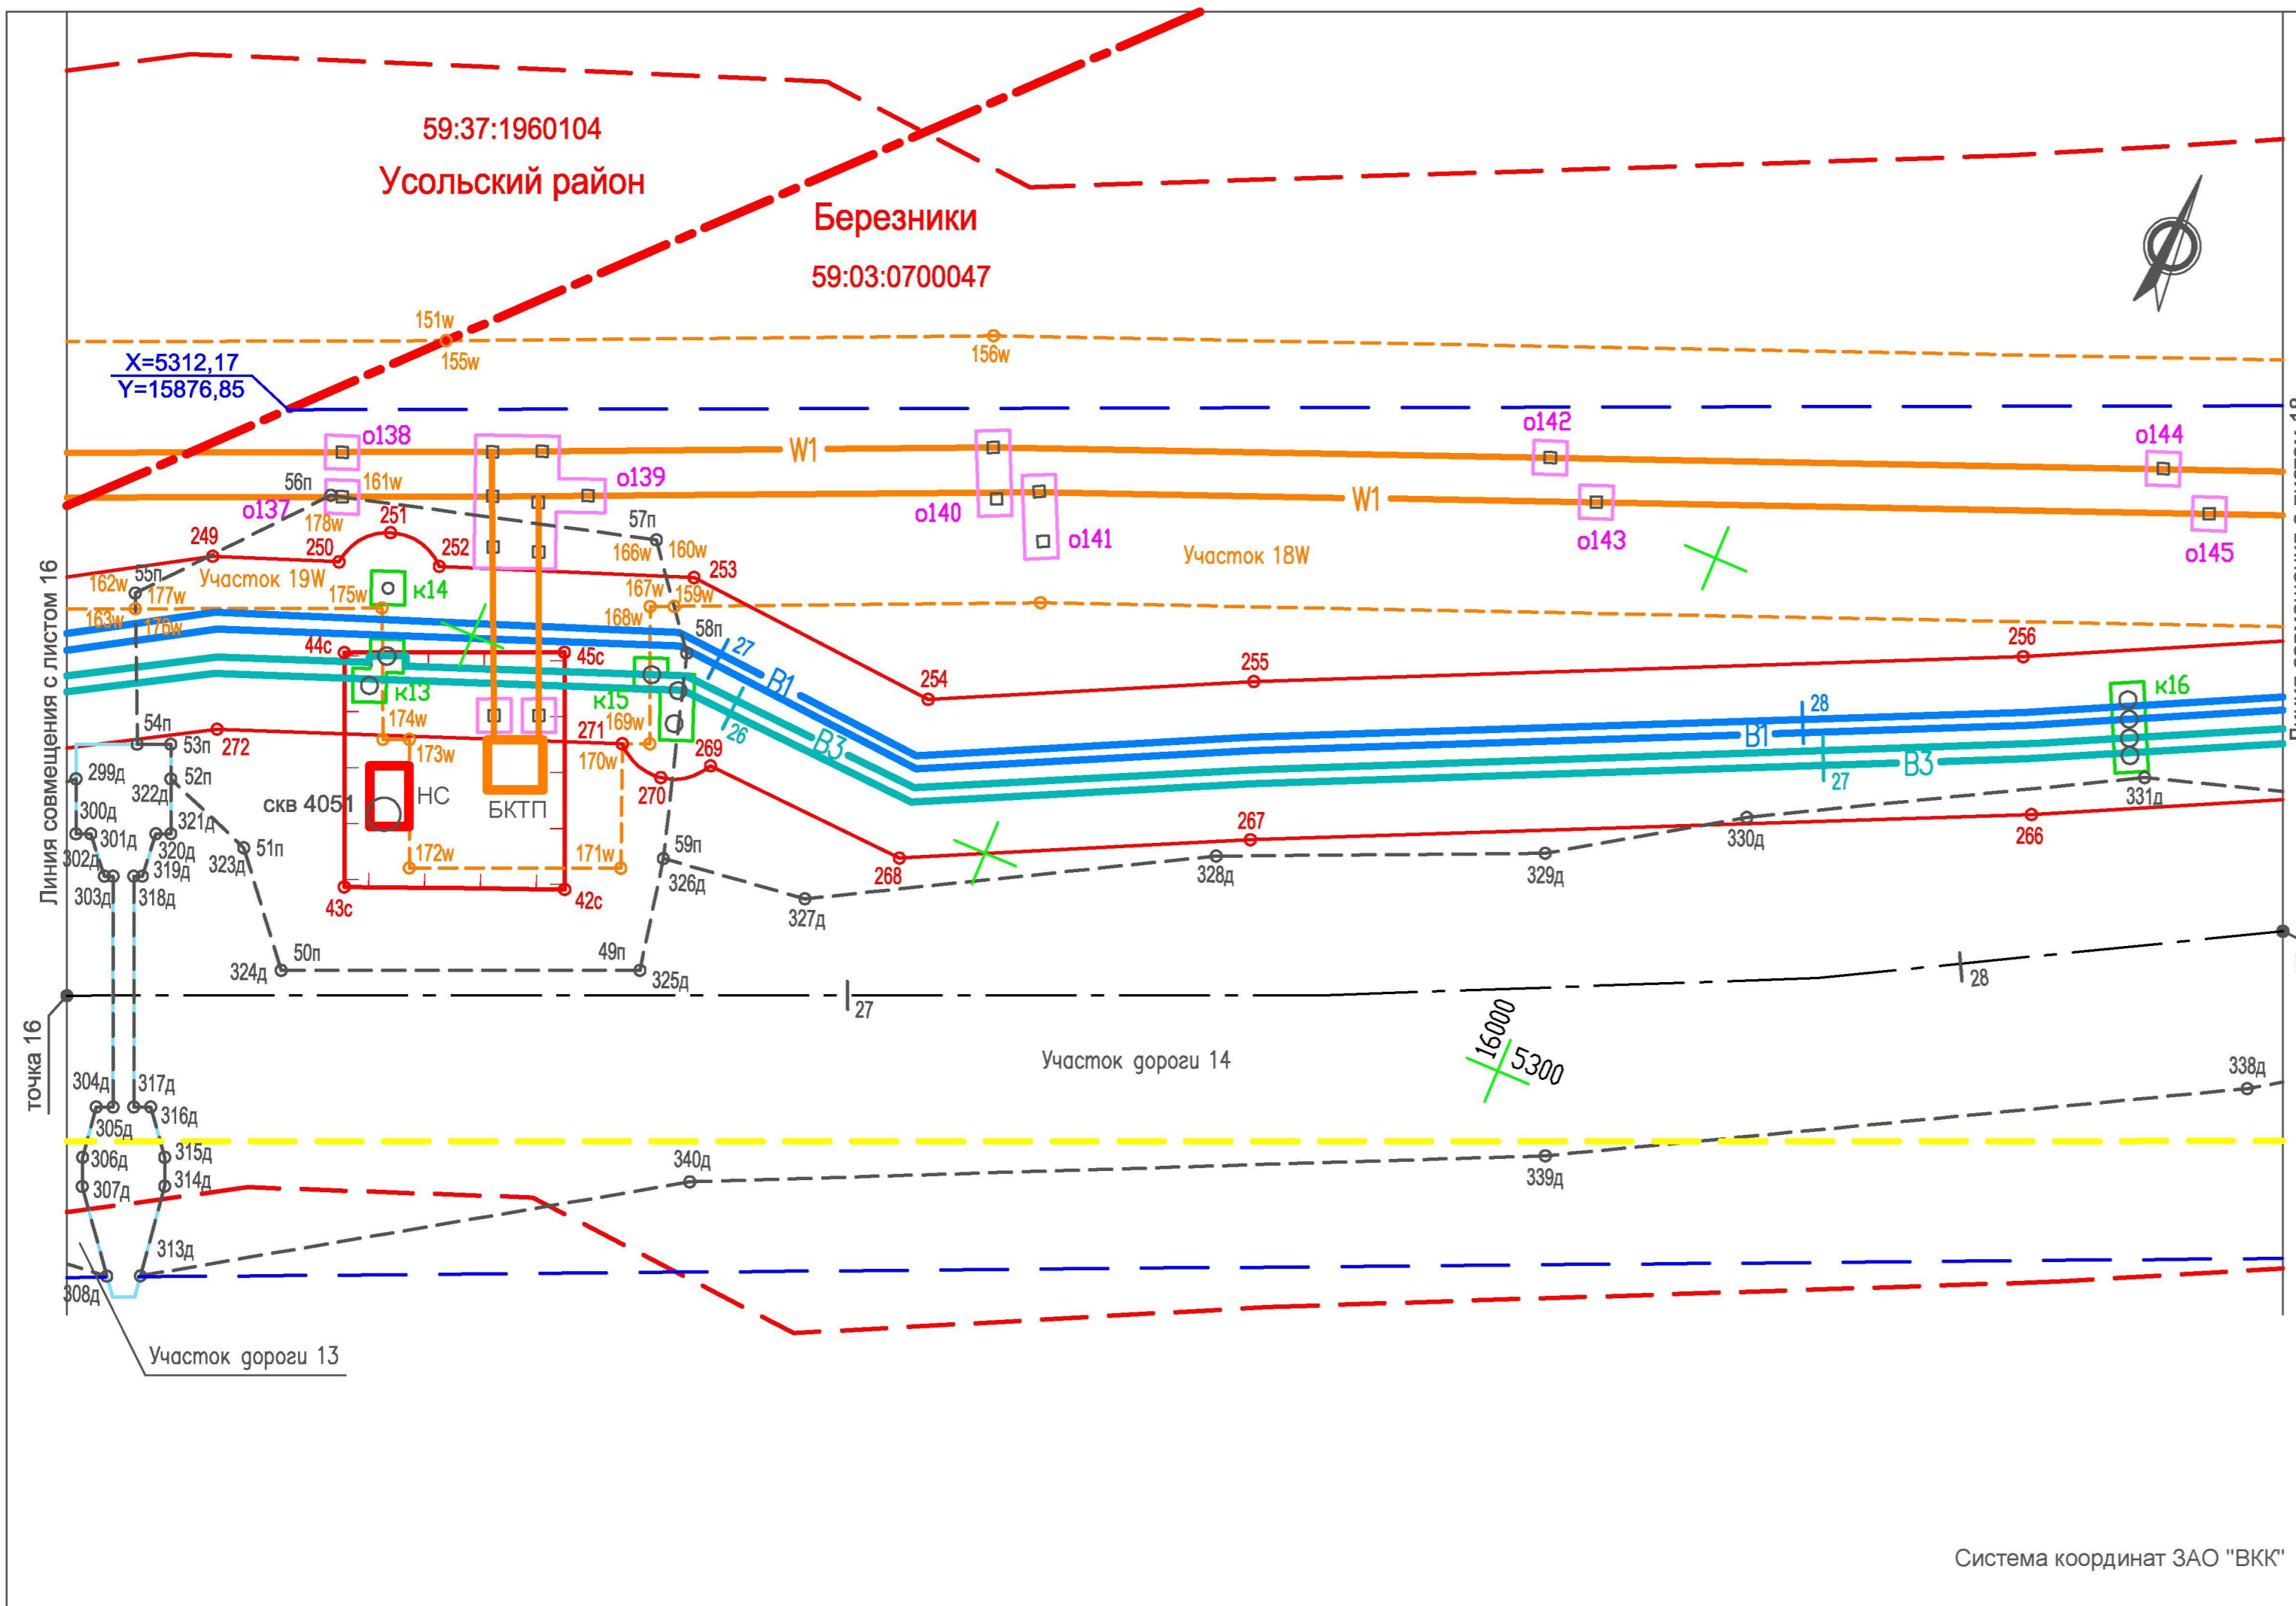 59:37:1960104
Усольский район
Березники
59:03:0700047
151w
155w
156w
X=5312,17
Y=15876,85
о138
W1
о142
о144
56п
161w
о139
о137
178w
о140
W1
о141
о143
о145
249
251
250
252
57п
166w
160w
253
Участок 18W
162w
55п
177w
Участок 19W
175w
к14
167w
159w
163w
176w
168w
58п
44с
45с
27
В1
к13
к15
254
255
256
к16
28
В1
54п
53п
272
174w
173w
271
169w
170w
269
26
В3
В3
27
299д
52п
322д
скв 4051
НС
БКТП
270
331д
300д
301д
321д
320д
302д
319д
323д
51п
303д
318д
172w
171w
59п
326д
268
267
328д
329д
330д
266
43с
42с
327д
50п
324д
49п
325д
27
28
Линия совмещения с листом 16
точка 16
Участок дороги 14
16000
5300
304д
317д
305д
316д
306д
315д
307д
314д
340д
339д
338д
313д
308д
Участок дороги 13
Система координат ЗАО "ВКК"